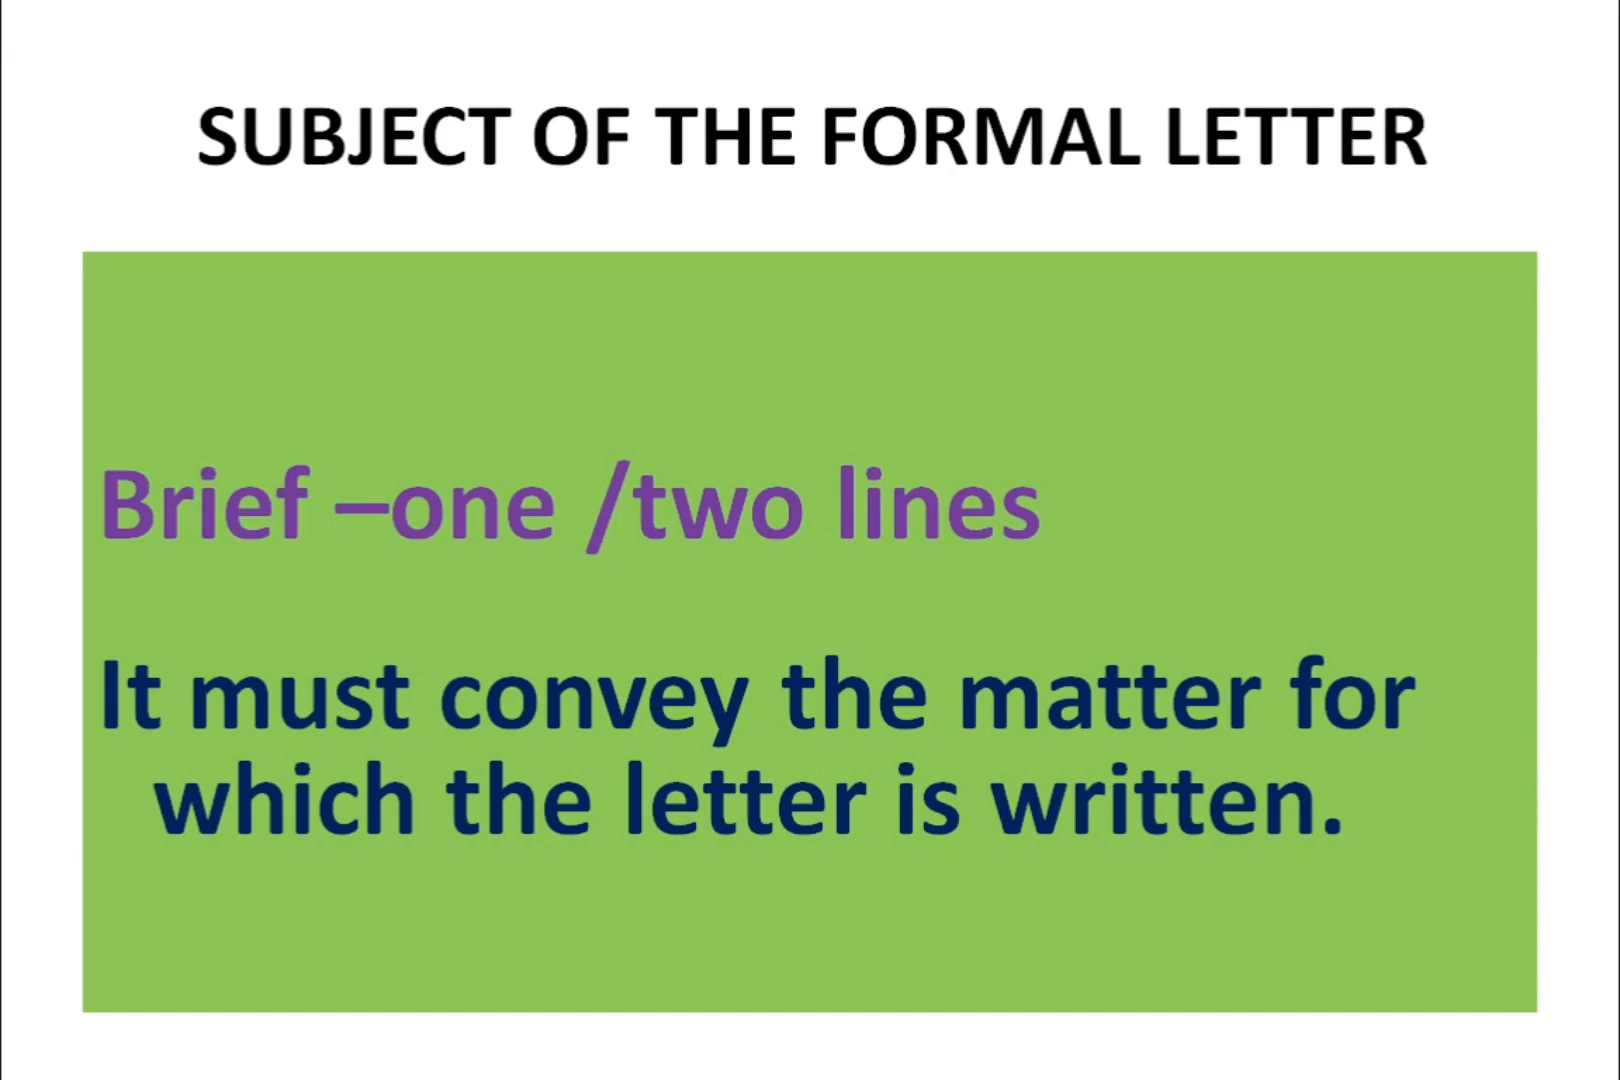 SUBJECT OF THE FORMAL LETTER
Brief –one /two lines
It must convey the matter for
which the letter is written.